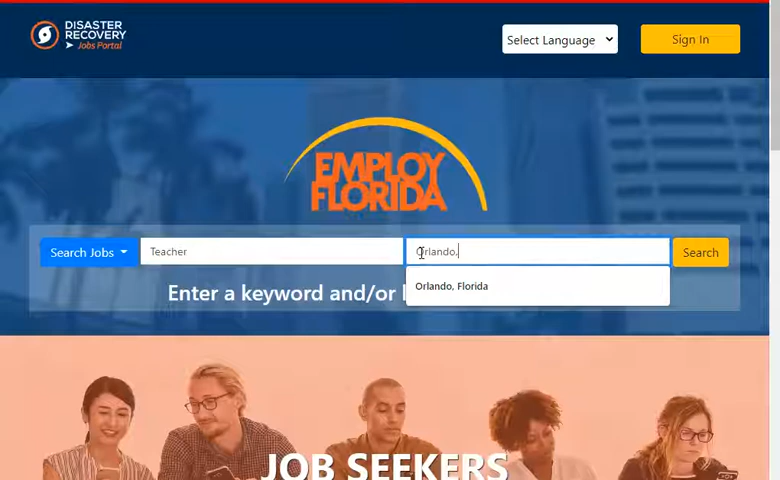 DISASTER
RECOVERY
Jobs Portal
Select Language
Sign In
EMPLOY
FLORIDA
Search Jobs
Teacher
Orlando,
Search
Orlando, Florida
Enter a keyword and/or
JOB SEEKERS